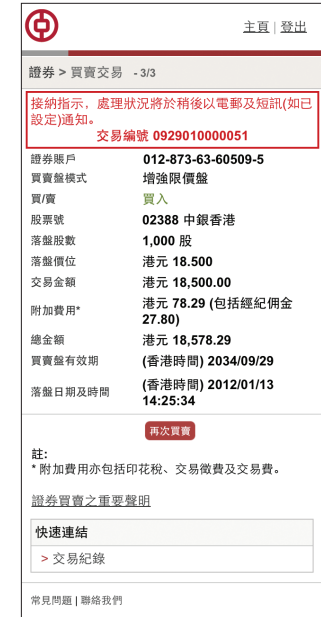 主頁 | 登出
證券 > 買賣交易 - 3/3
接納指示，處理狀況將於稍後以電郵及短訊(如已
設定)通知。
交易編號 0929010000051
證券賬戶 012-873-63-60509-5
買賣盤模式 增強限價盤
買/賣 買入
股票號 02388 中銀香港
落盤股數 1,000 股
落盤價位 港元 18.500
交易金額 港元 18,500.00
附加費用* 港元 78.29 (包括經紀佣金
27.80)
總金額 港元 18,578.29
買賣盤有效期 (香港時間) 2034/09/29
落盤日期及時間 (香港時間) 2012/01/13
14:25:34
再次買賣
註:
* 附加費用亦包括印花稅、交易徵費及交易費。
證券買賣之重要聲明
快速連結
> 交易紀錄
常見問題 | 聯絡我們